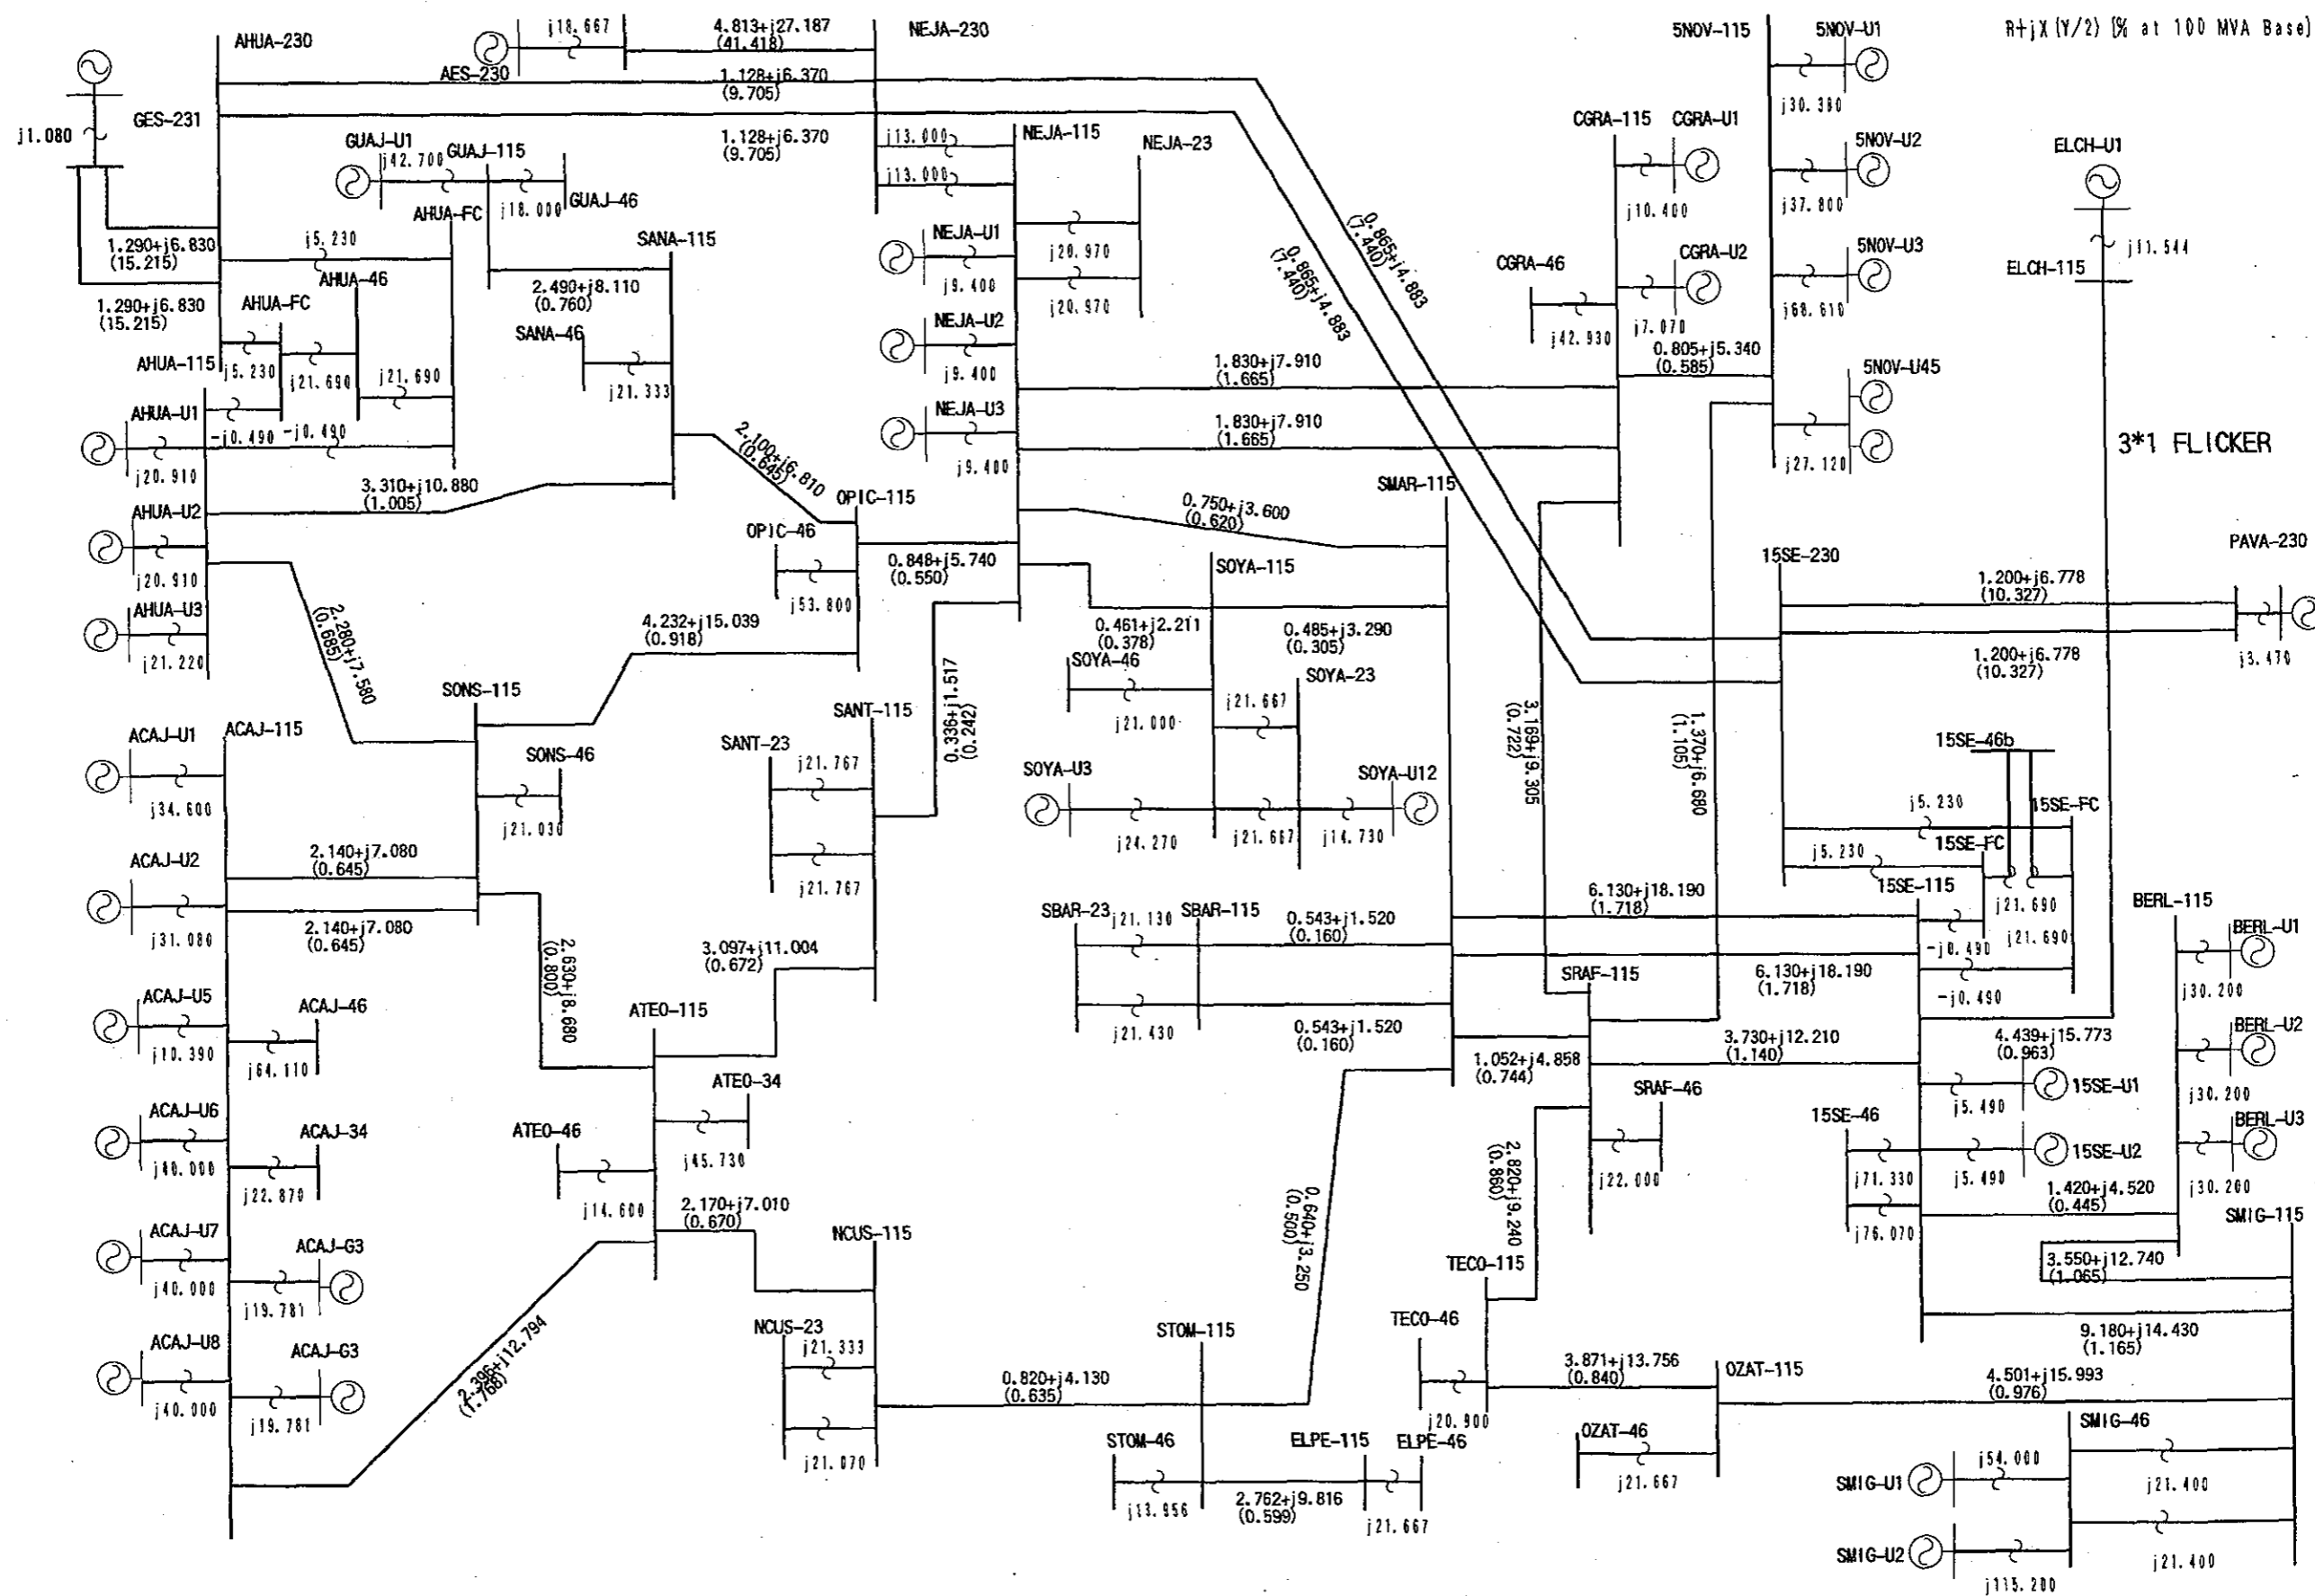 R+jX (Y/2) [% at 100 MVA Base]
AHUA-230
j18.667
4.813+j27.187
(41.418)
NEJA-230
5NOV-115
5NOV-U1
AES-230
1.128+j6.370
(9.705)
j30.380
j1.080
GES-231
1.128+j6.370
(9.705)
GUAJ-U1
j42.700
GUAJ-115
j18.000
GUAJ-46
j13.000
j13.000
NEJA-115
NEJA-23
CGRA-115
CGRA-U1
j10.400
5NOV-U2
j37.800
ELCH-U1
j11.544
ELCH-115
AHUA-FC
j5.230
1.290+j6.830
(15.215)
1.290+j6.830
(15.215)
SANA-115
2.490+j8.110
(0.760)
NEJA-U1
j9.400
j20.970
j20.970
0.865+j4.883
(7.440)
0.865+j4.883
(7.440)
CGRA-46
j42.930
CGRA-U2
j7.070
5NOV-U3
j68.610
AHUA-46
AHUA-FC
j5.230
j21.690
j21.690
SANA-46
j21.333
NEJA-U2
j9.400
0.805+j5.340
(0.585)
5NOV-U45
j27.120
AHUA-115
AHUA-U1
-j0.490
-j0.490
j20.910
NEJA-U3
j9.400
1.830+j7.910
(1.665)
1.830+j7.910
(1.665)
3*1 FLICKER
2.100+j6.810
(0.645)
3.310+j10.880
(1.005)
AHUA-U2
j20.910
OPIC-115
OPIC-46
j53.800
0.848+j5.740
(0.550)
0.750+j3.600
(0.620)
SMAR-115
15SE-230
PAVA-230
j3.470
1.200+j6.778
(10.327)
1.200+j6.778
(10.327)
AHUA-U3
j21.220
2.280+j7.580
(0.685)
4.232+j15.039
(0.918)
SOYA-115
0.461+j2.211
(0.378)
0.485+j3.290
(0.305)
SOYA-46
j21.000
SOYA-23
j21.667
SONS-115
SONS-46
j21.030
SANT-115
SANT-23
j21.767
j21.767
0.336+j1.517
(0.242)
SOYA-U3
j24.270
j21.667
SOYA-U12
j14.730
3.169+j9.305
(0.722)
1.370+j6.680
(1.105)
15SE-46b
j5.230
15SE-FC
j5.230
15SE-FC
ACAJ-U1
ACAJ-115
j34.600
ACAJ-U2
j31.080
2.140+j7.080
(0.645)
2.140+j7.080
(0.645)
2.630+j8.680
(0.800)
3.097+j11.004
(0.672)
SBAR-23
j21.130
SBAR-115
0.543+j1.520
(0.160)
j21.430
0.543+j1.520
(0.160)
6.130+j18.190
(1.718)
6.130+j18.190
(1.718)
15SE-115
-j0.490
j21.690
j21.690
-j0.490
BERL-115
BERL-U1
j30.200
SRAF-115
ACAJ-U5
j10.390
ACAJ-46
j64.110
ATEO-115
ATEO-34
j45.730
ATEO-46
j14.600
1.052+j4.858
(0.744)
3.730+j12.210
(1.140)
4.439+j15.773
(0.963)
BERL-U2
j30.200
SRAF-46
j22.000
15SE-46
j71.330
j76.070
j5.490
15SE-U1
j5.490
15SE-U2
BERL-U3
j30.200
ACAJ-U6
j40.000
ACAJ-34
j22.870
2.170+j7.010
(0.670)
0.640+j3.250
(0.500)
2.820+j9.240
(0.860)
1.420+j4.520
(0.445)
SMIG-115
ACAJ-U7
j40.000
ACAJ-G3
j19.781
NCUS-115
TECO-115
3.550+j12.740
(1.065)
ACAJ-U8
j40.000
ACAJ-G3
j19.781
2.396+j12.794
(1.768)
NCUS-23
j21.333
j21.070
STOM-115
0.820+j4.130
(0.635)
TECO-46
j20.900
3.871+j13.756
(0.840)
OZAT-115
9.180+j14.430
(1.165)
4.501+j15.993
(0.976)
STOM-46
j13.956
ELPE-115
ELPE-46
2.762+j9.816
(0.599)
j21.667
OZAT-46
j21.667
SMIG-46
SMIG-U1
j54.000
j21.400
SMIG-U2
j115.200
j21.400